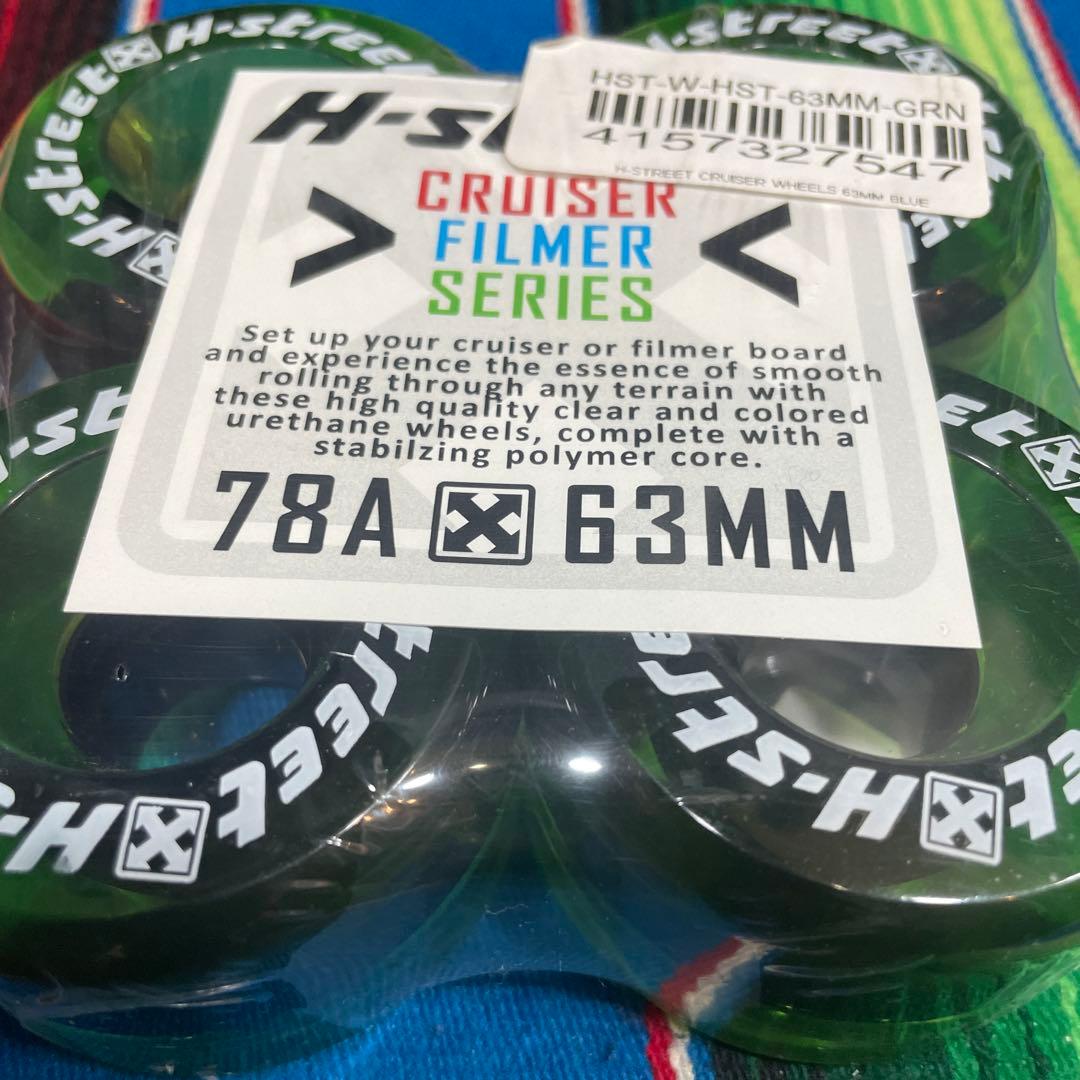 H-Street
H-Street
H-Street
HST-W-HST-63MM-GRN
4157327547
H-STREET CRUISER WHEELS 63MM BLUE
CRUISER
FILMER
SERIES
Set up your cruiser or filmer board
and experience the essence of smooth
rolling through any terrain with
these high quality clear and colored
urethane wheels, complete with a
stabilzing polymer core.
78A 63MM
H-Street
H-Street